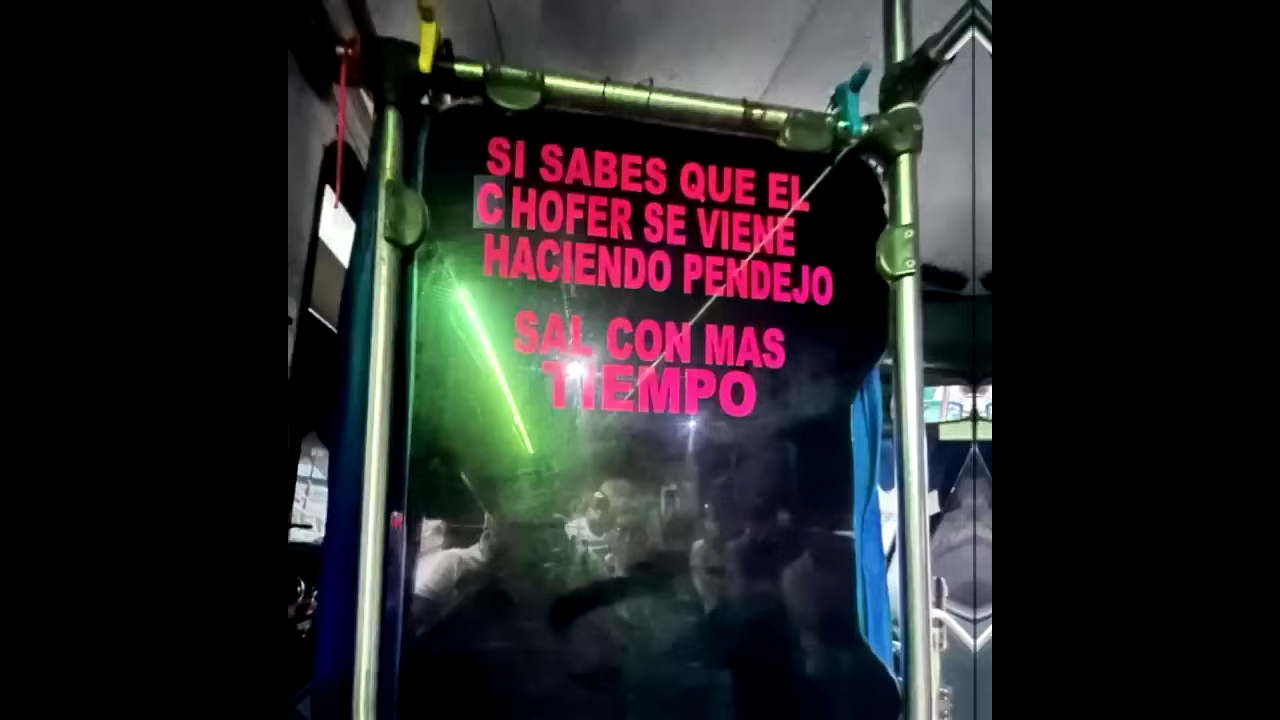 SI SABES QUE EL
CHOFER SE VIENE
HACIENDO PENDEJO
SAL CON MAS
TIEMPO